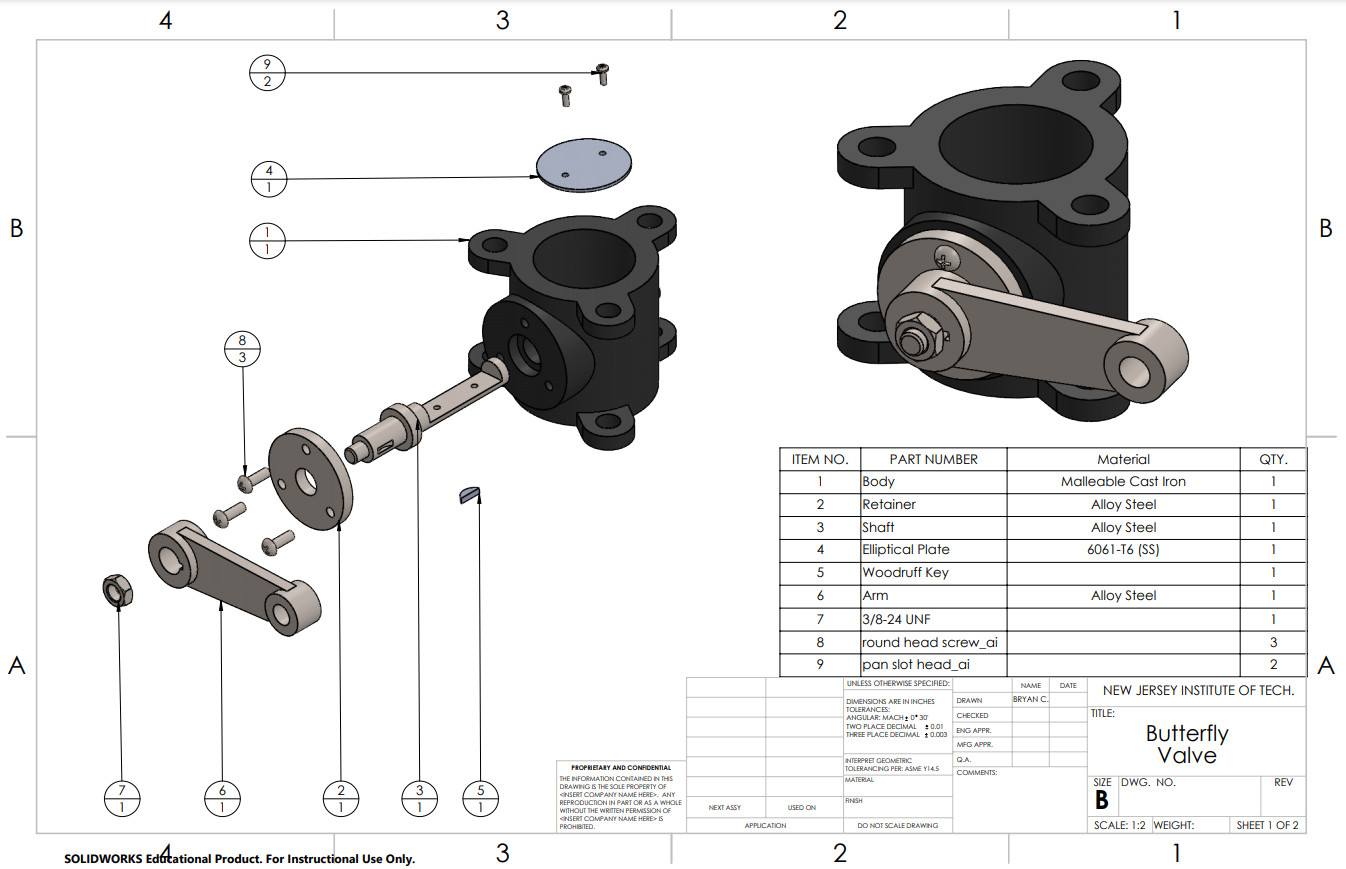 4 3 2 1
B B
A A
9
2
4
1
1
1
8
3
7
1
6
1
2
1
3
1
5
1
ITEM NO. PART NUMBER Material QTY.
1 Body Malleable Cast Iron 1
2 Retainer Alloy Steel 1
3 Shaft Alloy Steel 1
4 Elliptical Plate 6061-T6 (SS) 1
5 Woodruff Key 1
6 Arm Alloy Steel 1
7 3/8-24 UNF 1
8 round head screw_ai 3
9 pan slot head_ai 2
PROPRIETARY AND CONFIDENTIAL
THE INFORMATION CONTAINED IN THIS
DRAWING IS THE SOLE PROPERTY OF
<INSERT COMPANY NAME HERE>. ANY
REPRODUCTION IN PART OR AS A WHOLE
WITHOUT THE WRITTEN PERMISSION OF
<INSERT COMPANY NAME HERE> IS
PROHIBITED.
NEXT ASSY USED ON
APPLICATION
UNLESS OTHERWISE SPECIFIED:
DIMENSIONS ARE IN INCHES
TOLERANCES:
ANGULAR: MACH± 0° 30'
TWO PLACE DECIMAL ± 0.01
THREE PLACE DECIMAL ± 0.003
INTERPRET GEOMETRIC
TOLERANCING PER: ASME Y14.5
MATERIAL
FINISH
DO NOT SCALE DRAWING
NAME DATE
DRAWN BRYAN C.
CHECKED
ENG APPR.
MFG APPR.
Q.A.
COMMENTS:
NEW JERSEY INSTITUTE OF TECH.
TITLE:
Butterfly
Valve
SIZE DWG. NO. REV
B
SCALE: 1:2 WEIGHT: SHEET 1 OF 2
4 3 2 1
SOLIDWORKS Educational Product. For Instructional Use Only.